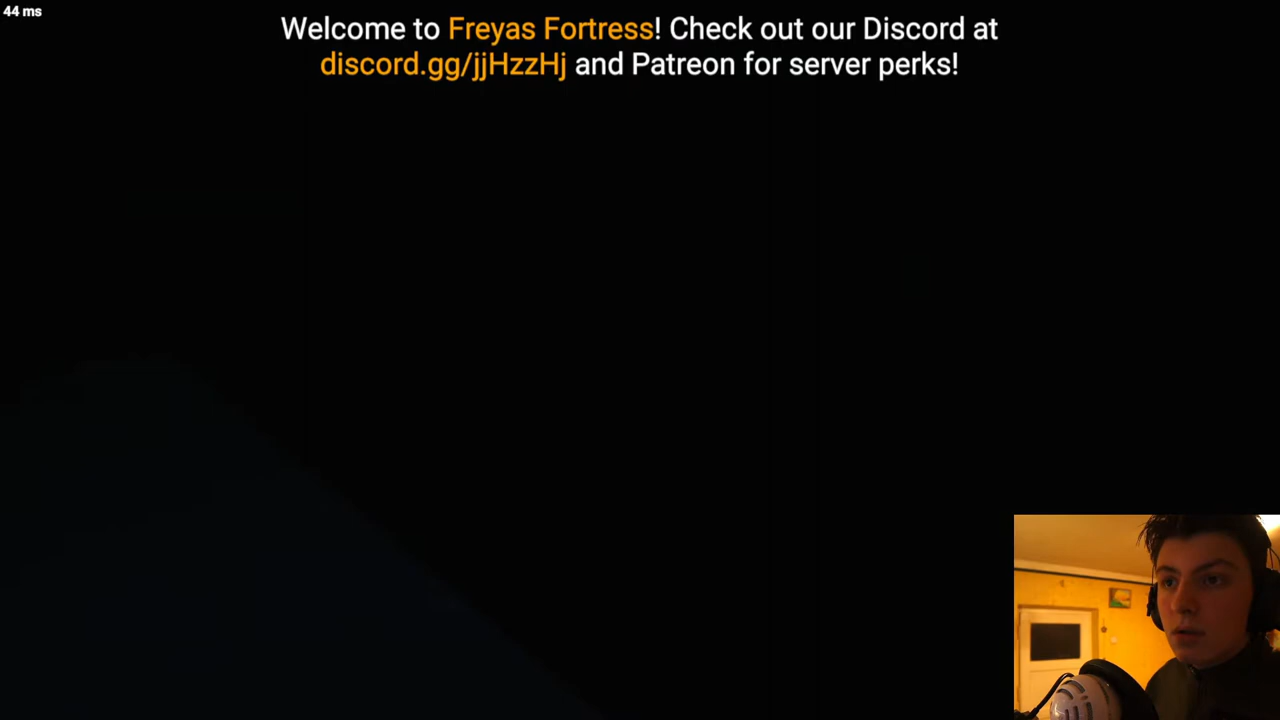 44 ms
Welcome to Freyas Fortress! Check out our Discord at
discord.gg/jjHzzHj and Patreon for server perks!